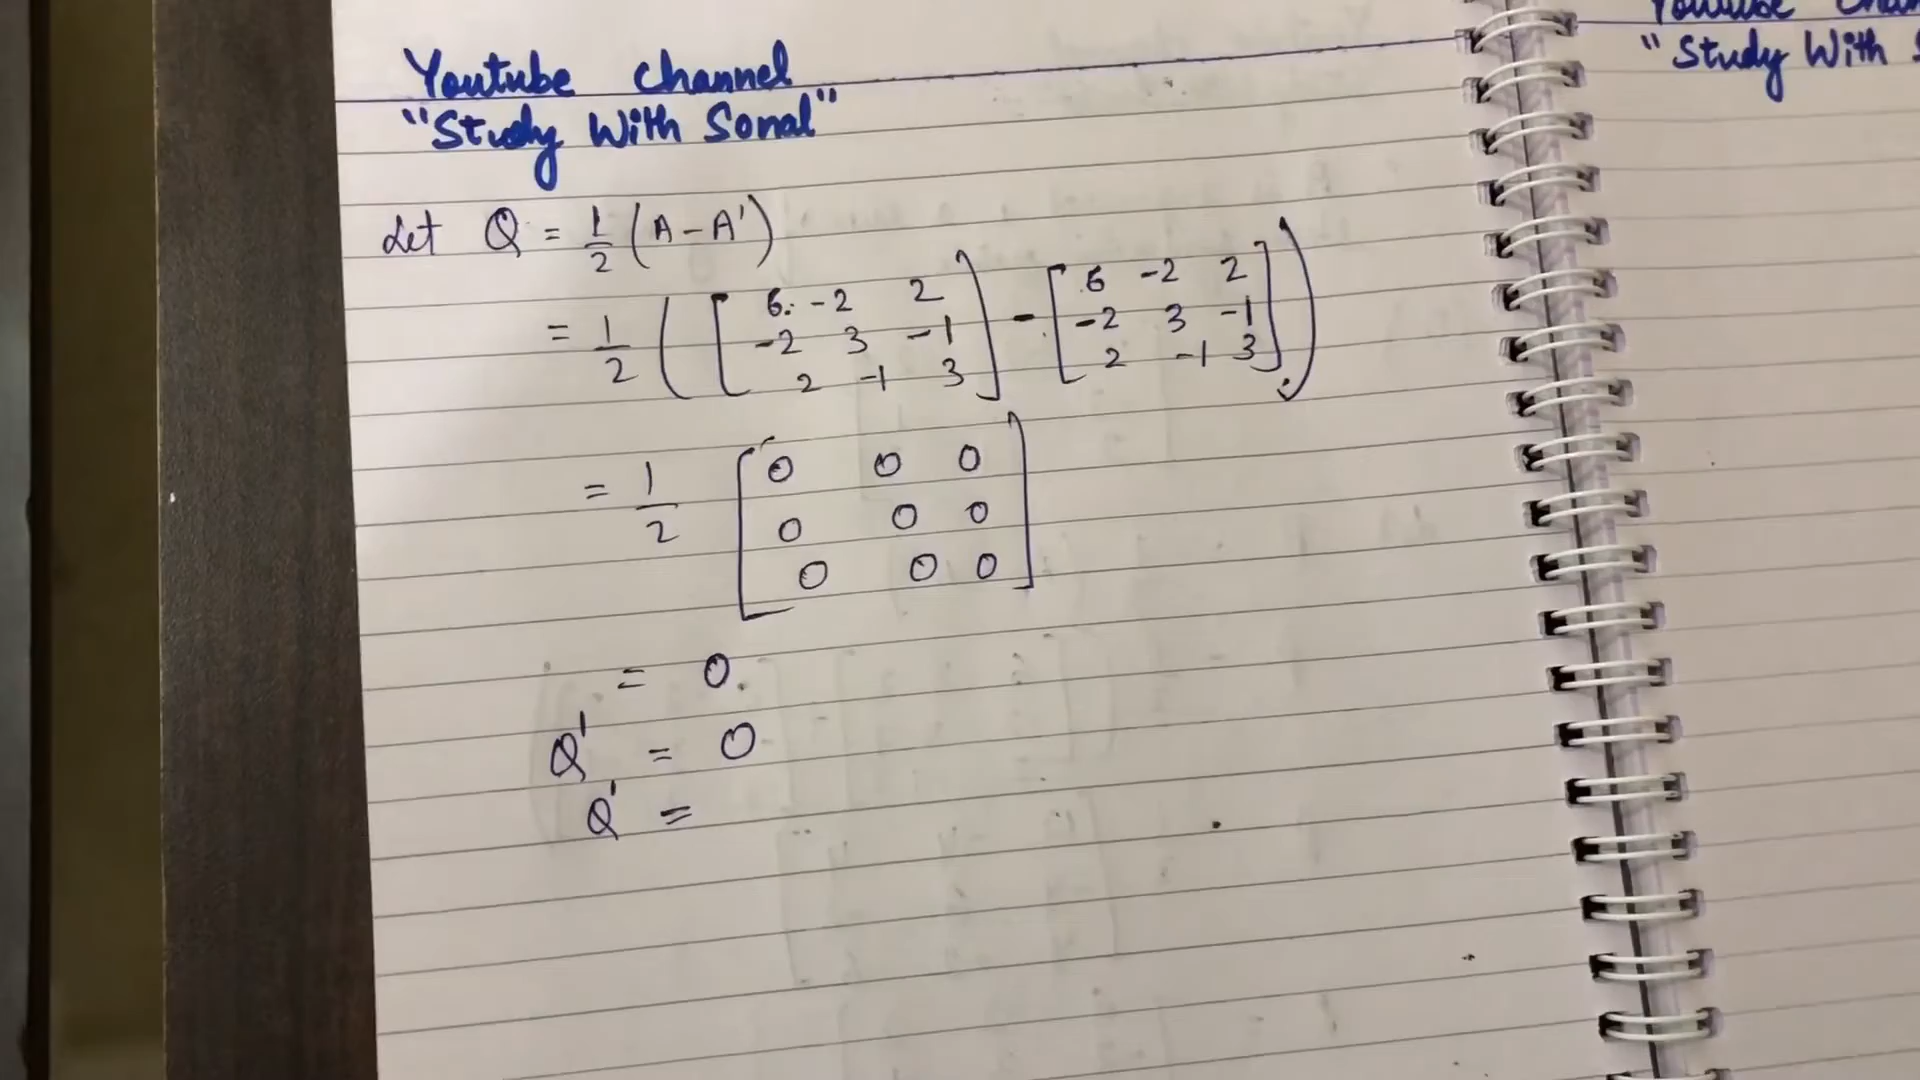 Youtube Channel
"Study With Sonal"
Let Q = 1/2 (A - A')
= 1/2 ( [ 6 -2 2
-2 3 -1
2 -1 3 ] - [ 6 -2 2
-2 3 -1
2 -1 3 ] )
= 1/2 [ 0 0 0
0 0 0
0 0 0 ]
= 0.
Q' = 0
Q' =
"Study With